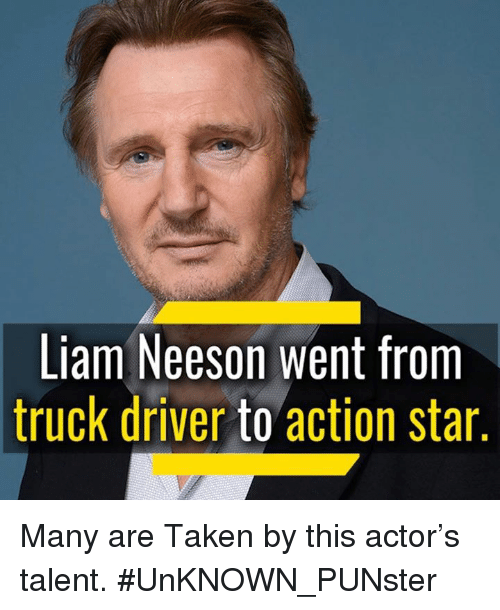 Liam Neeson went from
truck driver to action star.
Many are Taken by this actor’s
talent. #UnKNOWN_PUNster